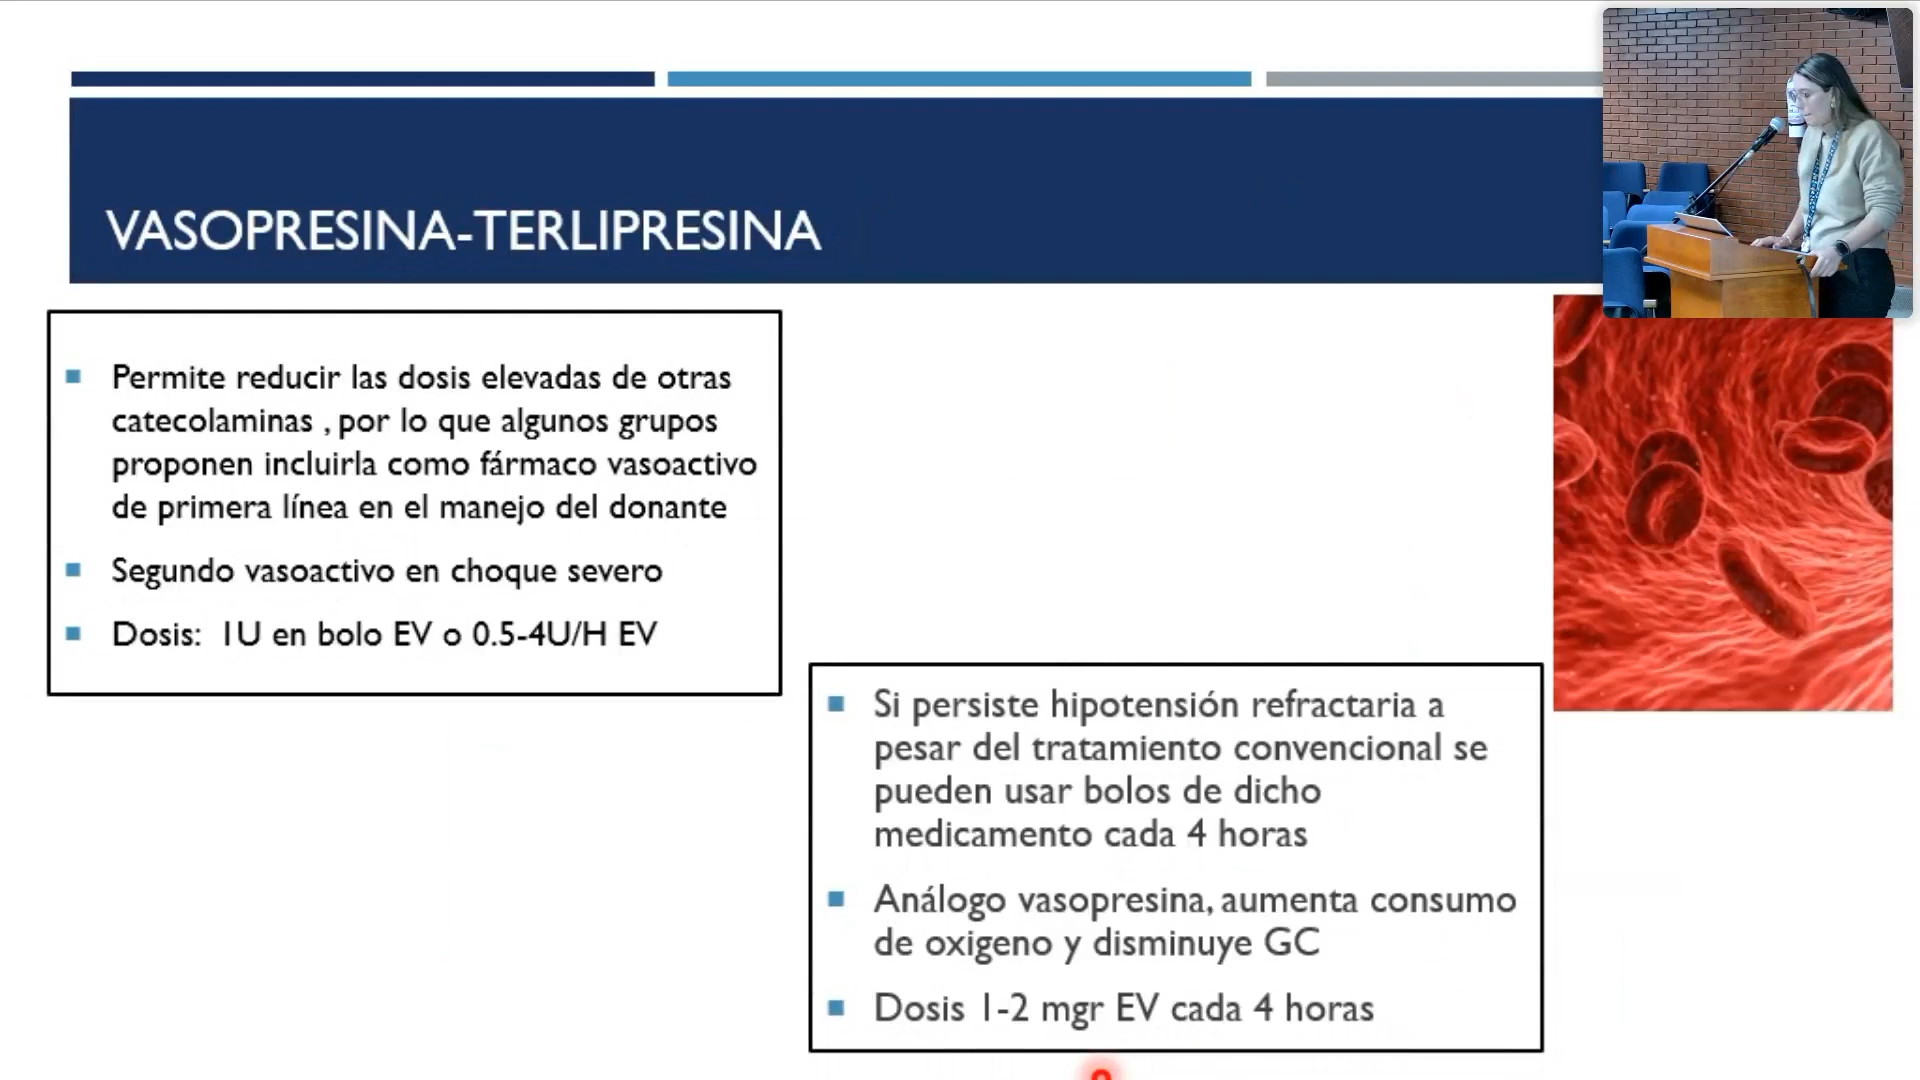 VASOPRESINA-TERLIPRESINA
Permite reducir las dosis elevadas de otras
catecolaminas , por lo que algunos grupos
proponen incluirla como fármaco vasoactivo
de primera línea en el manejo del donante
Segundo vasoactivo en choque severo
Dosis: 1U en bolo EV o 0.5-4U/H EV
Si persiste hipotensión refractaria a
pesar del tratamiento convencional se
pueden usar bolos de dicho
medicamento cada 4 horas
Análogo vasopresina, aumenta consumo
de oxigeno y disminuye GC
Dosis 1-2 mgr EV cada 4 horas